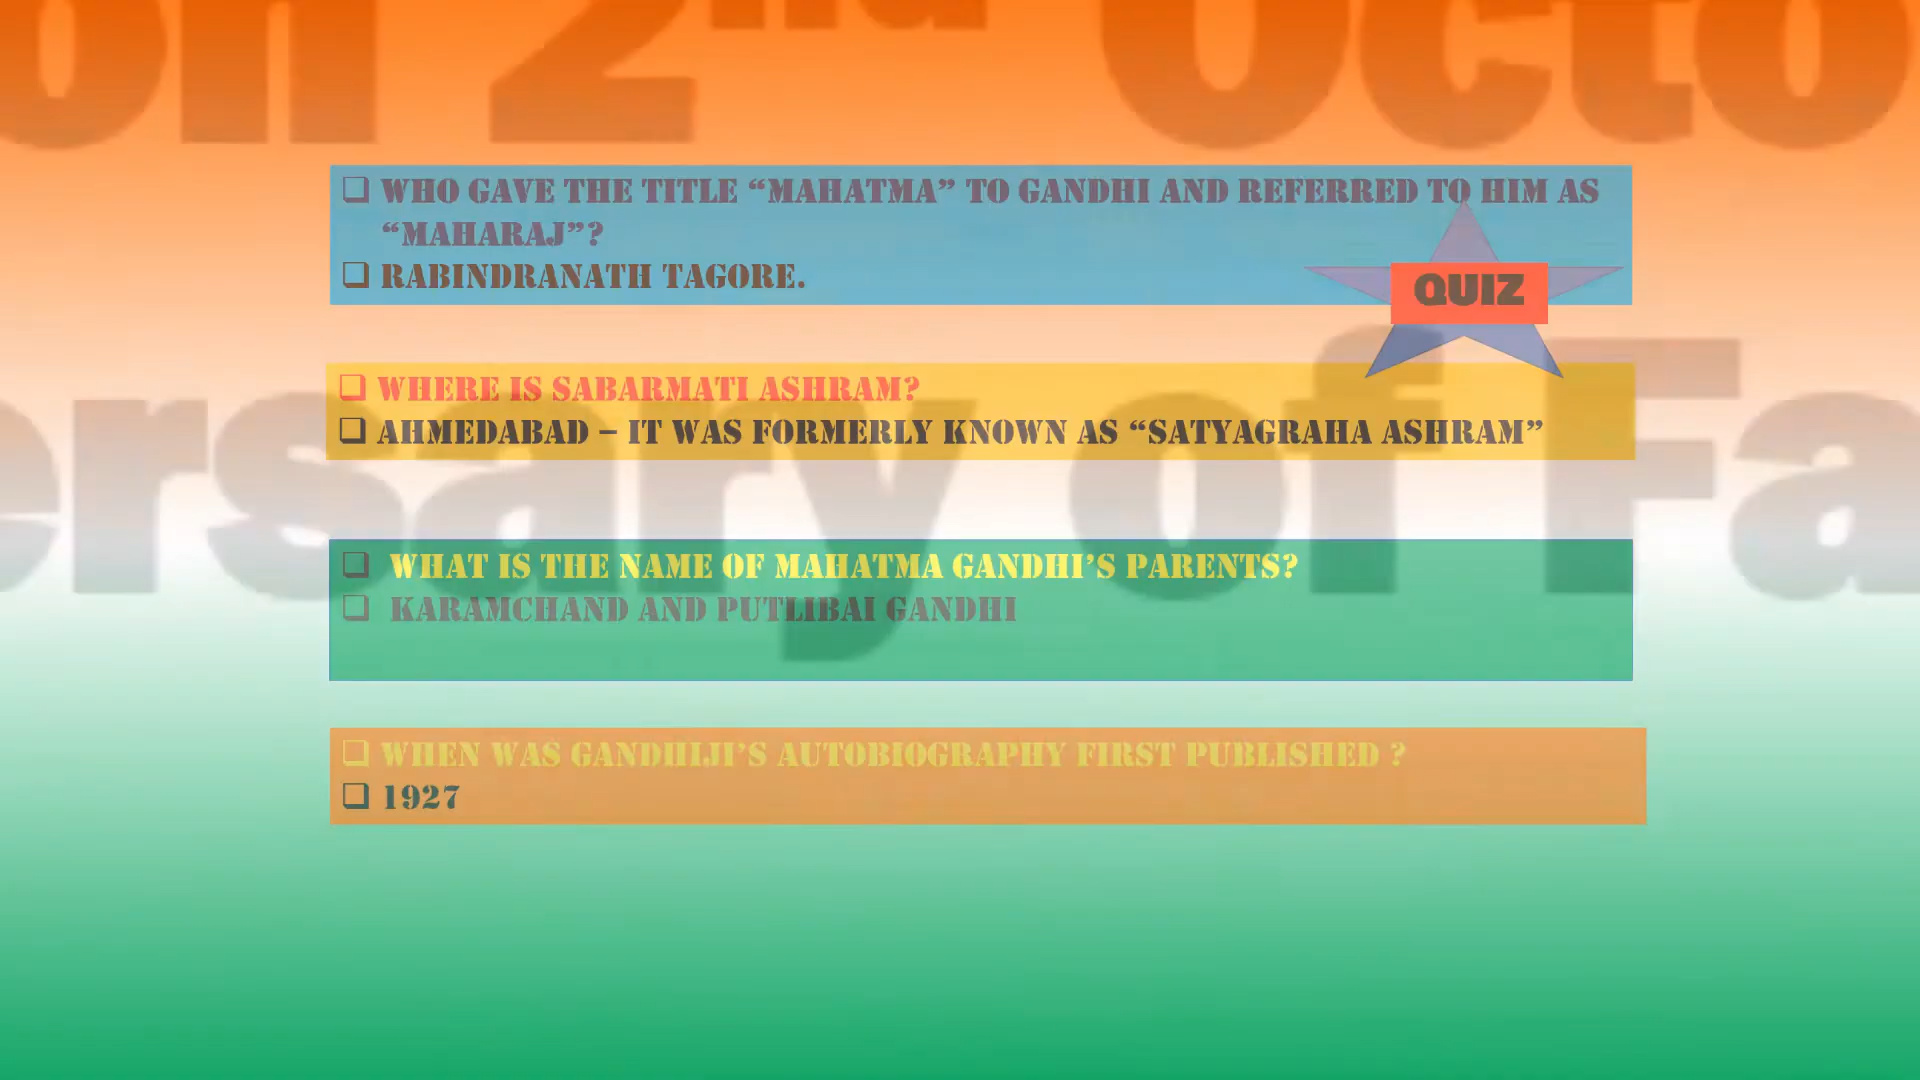 on 2nd Octo
❑ WHO GAVE THE TITLE “MAHATMA” TO GANDHI AND REFERRED TO HIM AS
“MAHARAJ”?
❑ RABINDRANATH TAGORE.
QUIZ
❑ WHERE IS SABARMATI ASHRAM?
❑ AHMEDABAD – IT WAS FORMERLY KNOWN AS “SATYAGRAHA ASHRAM”
ersary of Fa
❑ WHAT IS THE NAME OF MAHATMA GANDHI’S PARENTS?
❑ KARAMCHAND AND PUTLIBAI GANDHI
❑ WHEN WAS GANDHIJI’S AUTOBIOGRAPHY FIRST PUBLISHED ?
❑ 1927